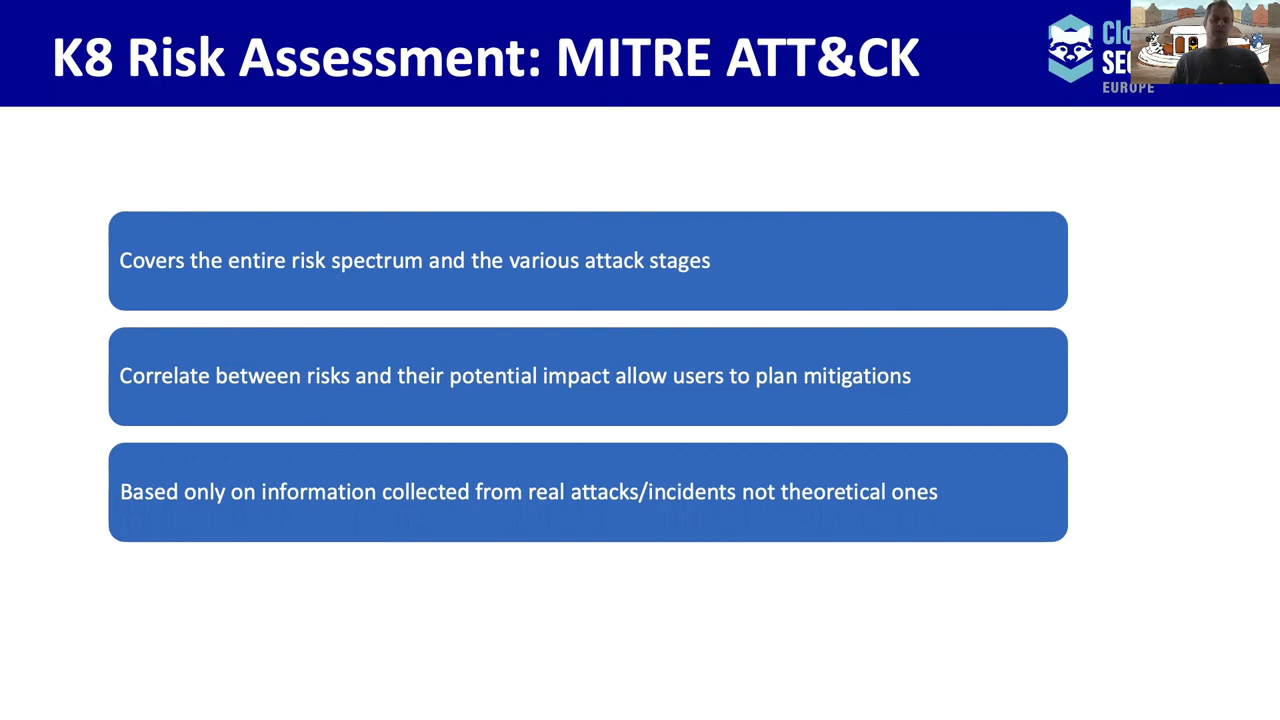 K8 Risk Assessment: MITRE ATT&CK
EUROPE
Covers the entire risk spectrum and the various attack stages
Correlate between risks and their potential impact allow users to plan mitigations
Based only on information collected from real attacks/incidents not theoretical ones